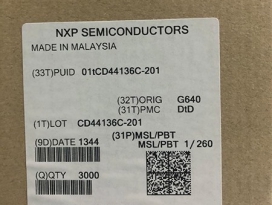 NXP SEMICONDUCTORS
MADE IN MALAYSIA
(33T)PUID 01tCD44136C-201
(32T)ORIG G640
(31T)PMC DtD
(1T)LOT CD44136C-201
(31P)MSL/PBT
(9D)DATE 1344 MSL/PBT 1/260
(Q)QTY 3000